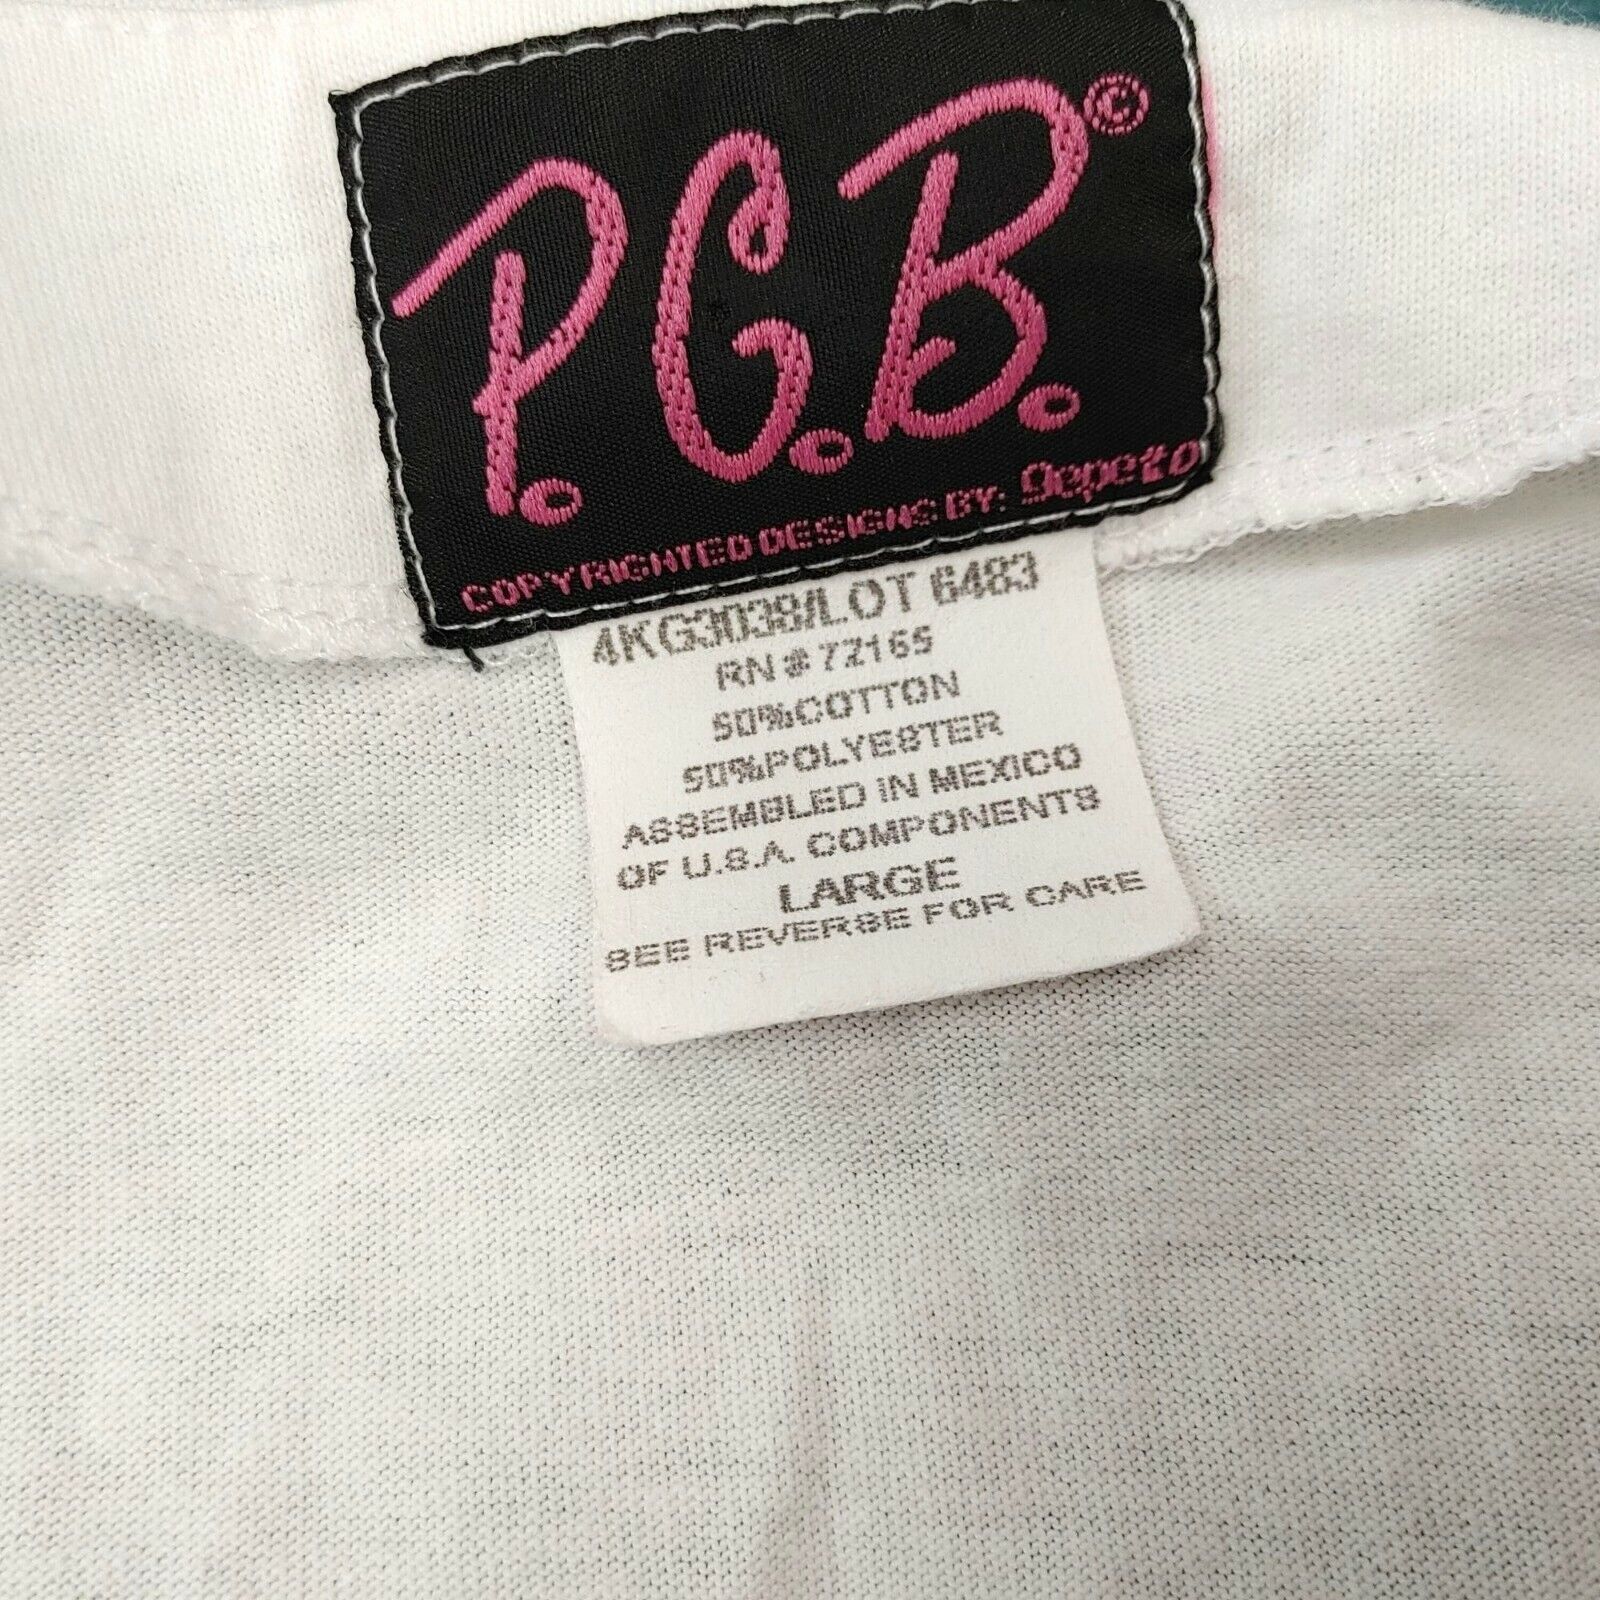 P.G.B.©
COPYRIGHTED DESIGNS BY: Gepetto
4KG3038/LOT 6483
RN # 72165
50%COTTON
50%POLYESTER
ASSEMBLED IN MEXICO
OF U.S.A. COMPONENTS
LARGE
SEE REVERSE FOR CARE